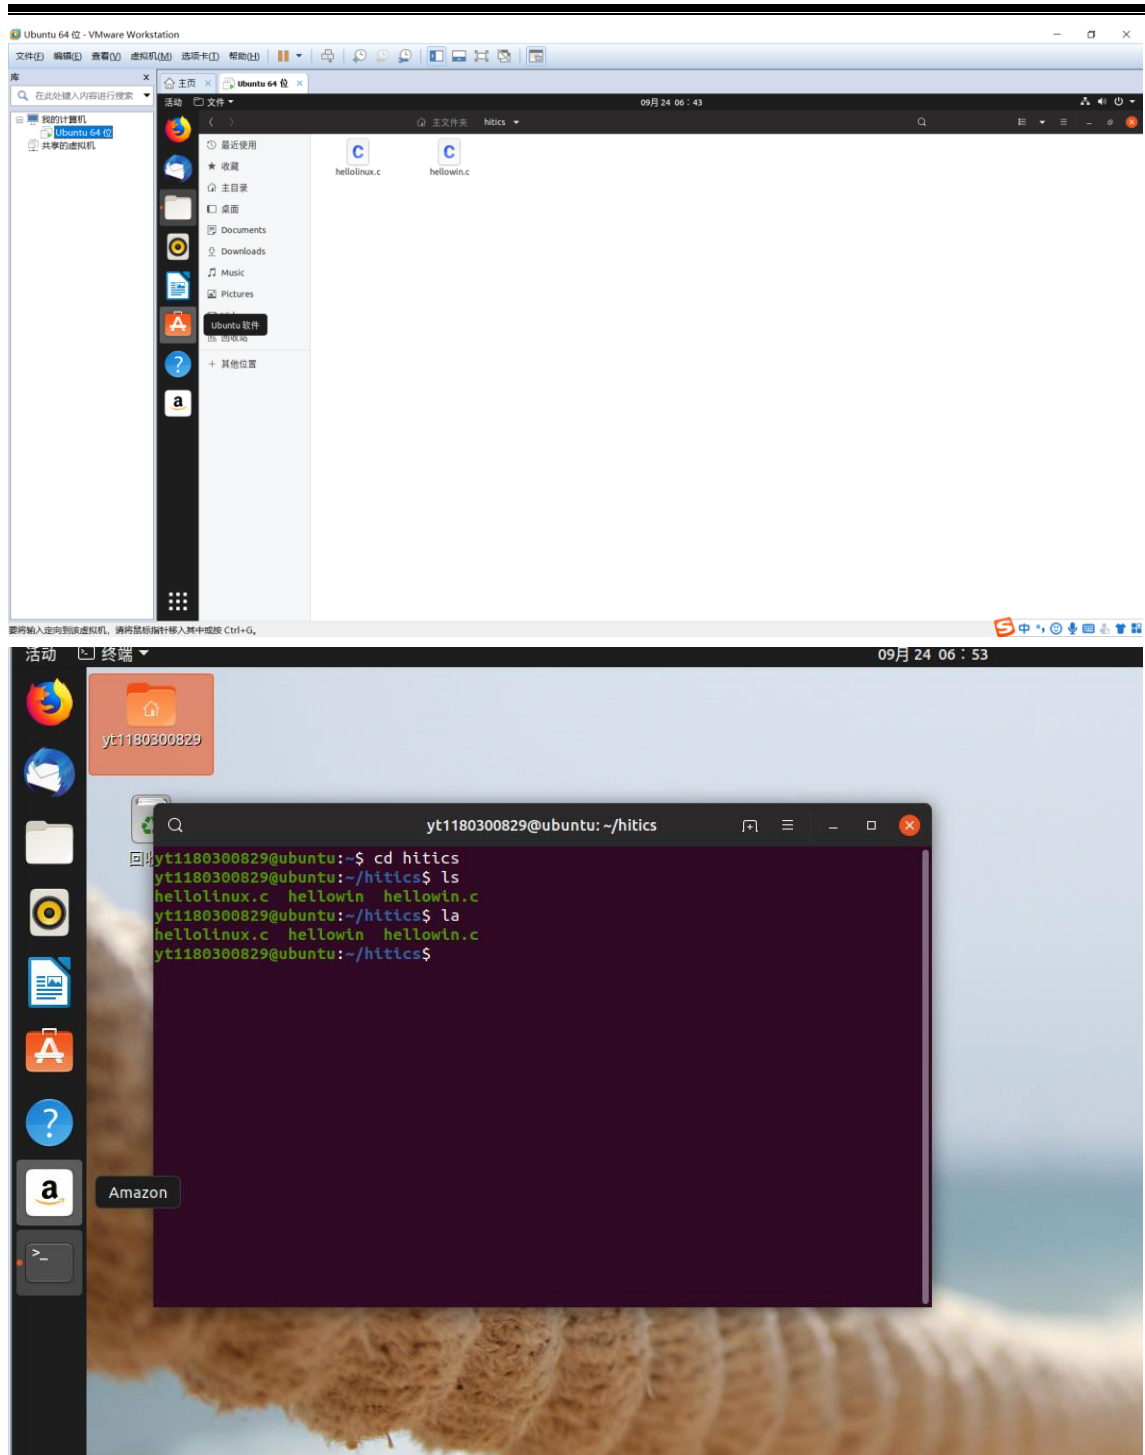 Ubuntu 64 位 - VMware Workstation
文件(F) 编辑(E) 查看(V) 虚拟机(M) 选项卡(T) 帮助(H)
库 x
主页 × Ubuntu 64 位 ×
在此处键入内容进行搜索
活动 文件 09月 24 06：43
我的计算机
Ubuntu 64 位
共享的虚拟机
主文件夹 hitics
最近使用
收藏
主目录
桌面
Documents
Downloads
Music
Pictures
Ubuntu 软件
回收站
+ 其他位置
hellolinux.c hellowin.c
要将输入定向到该虚拟机，请将鼠标指针移入其中或按 Ctrl+G。
中
活动 终端 09月 24 06：53
yt1180300829
回收
yt1180300829@ubuntu: ~/hitics
yt1180300829@ubuntu:~$ cd hitics
yt1180300829@ubuntu:~/hitics$ ls
hellolinux.c hellowin hellowin.c
yt1180300829@ubuntu:~/hitics$ la
hellolinux.c hellowin hellowin.c
yt1180300829@ubuntu:~/hitics$
Amazon